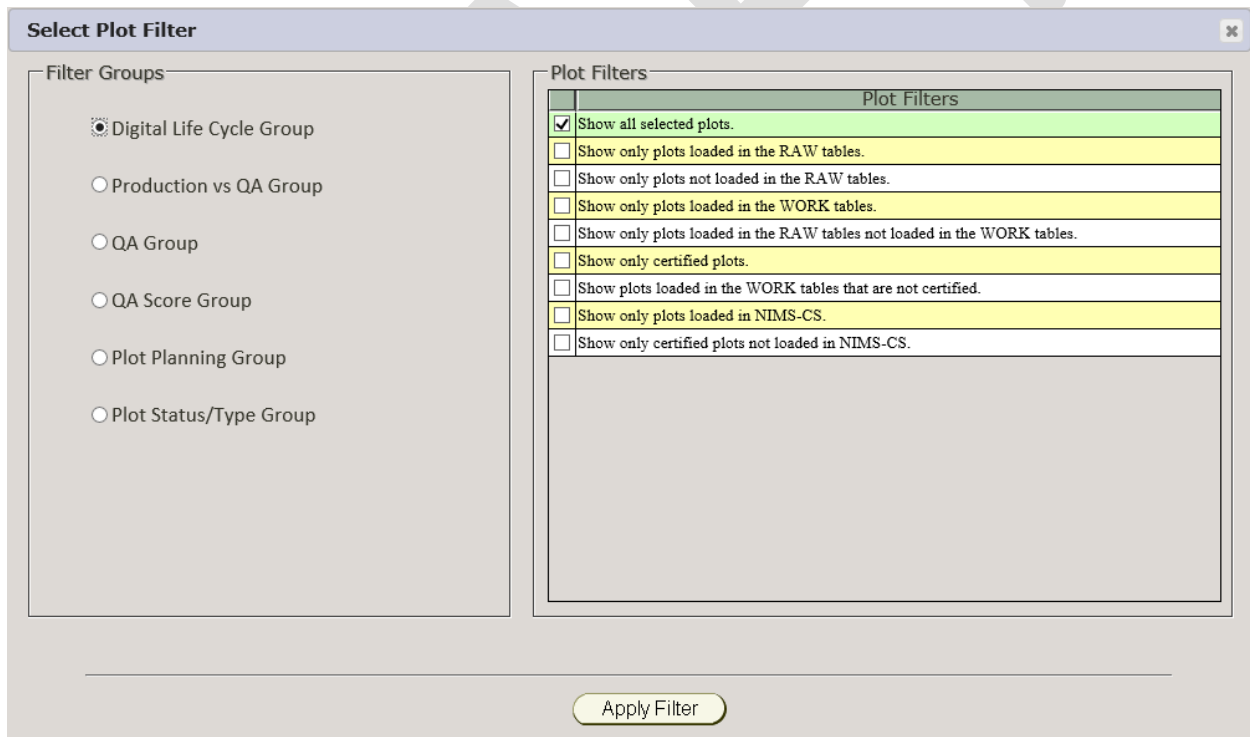 Select Plot Filter
Filter Groups
Digital Life Cycle Group
Production vs QA Group
QA Group
QA Score Group
Plot Planning Group
Plot Status/Type Group
Plot Filters
Plot Filters
Show all selected plots.
Show only plots loaded in the RAW tables.
Show only plots not loaded in the RAW tables.
Show only plots loaded in the WORK tables.
Show only plots loaded in the RAW tables not loaded in the WORK tables.
Show only certified plots.
Show plots loaded in the WORK tables that are not certified.
Show only plots loaded in NIMS-CS.
Show only certified plots not loaded in NIMS-CS.
Apply Filter